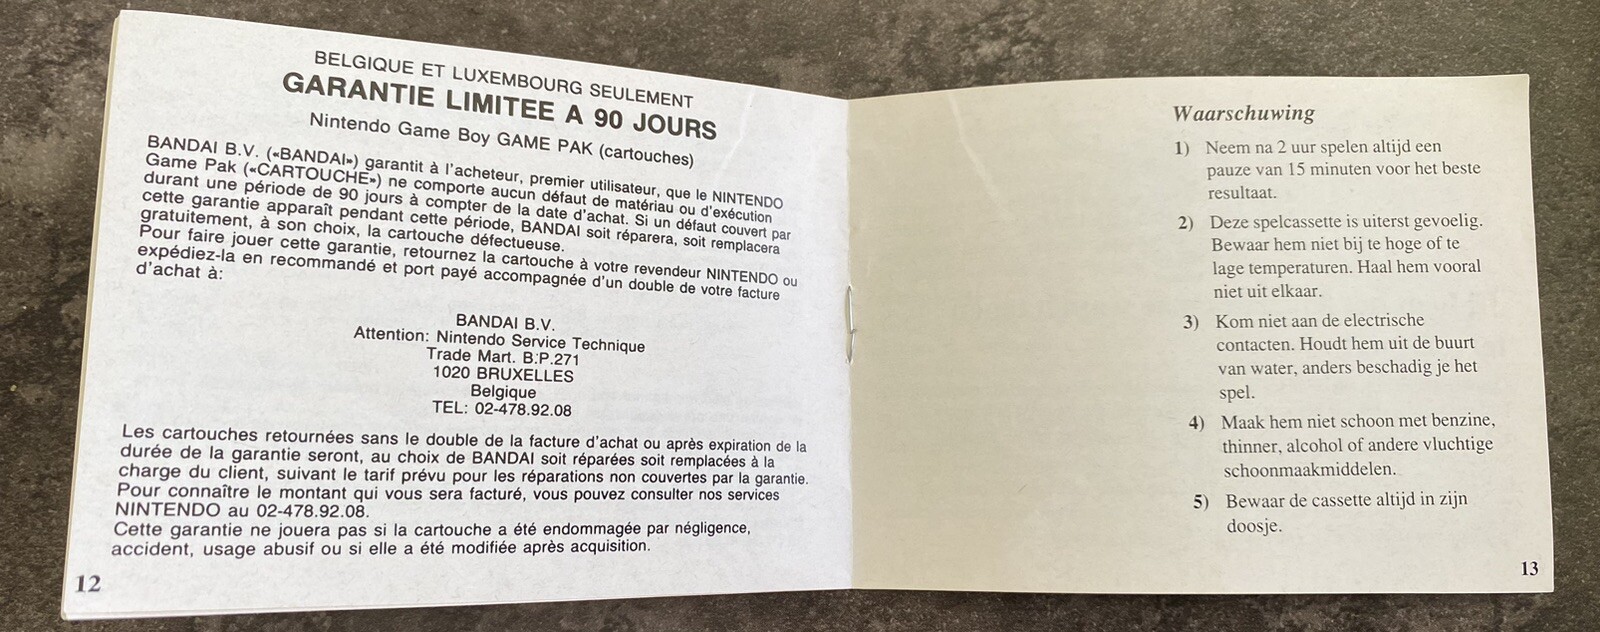 BELGIQUE ET LUXEMBOURG SEULEMENT
GARANTIE LIMITEE A 90 JOURS
Nintendo Game Boy GAME PAK (cartouches)
BANDAI B.V. («BANDAI») garantit à l'acheteur, premier utilisateur, que le NINTENDO
Game Pak («CARTOUCHE») ne comporte aucun défaut de matériau ou d'exécution
durant une période de 90 jours à compter de la date d'achat. Si un défaut couvert par
cette garantie apparaît pendant cette période, BANDAI soit réparera, soit remplacera
gratuitement, à son choix, la cartouche défectueuse.
Pour faire jouer cette garantie, retournez la cartouche à votre revendeur NINTENDO ou
expédiez-la en recommandé et port payé accompagnée d'un double de votre facture
d'achat à:
BANDAI B.V.
Attention: Nintendo Service Technique
Trade Mart. B.P.271
1020 BRUXELLES
Belgique
TEL: 02-478.92.08
Les cartouches retournées sans le double de la facture d'achat ou après expiration de la
durée de la garantie seront, au choix de BANDAI soit réparées soit remplacées à la
charge du client, suivant le tarif prévu pour les réparations non couvertes par la garantie.
Pour connaître le montant qui vous sera facturé, vous pouvez consulter nos services
NINTENDO au 02-478.92.08.
Cette garantie ne jouera pas si la cartouche a été endommagée par négligence,
accident, usage abusif ou si elle a été modifiée après acquisition.
12
Waarschuwing
1) Neem na 2 uur spelen altijd een
pauze van 15 minuten voor het beste
resultaat.
2) Deze spelcassette is uiterst gevoelig.
Bewaar hem niet bij te hoge of te
lage temperaturen. Haal hem vooral
niet uit elkaar.
3) Kom niet aan de electrische
contacten. Houdt hem uit de buurt
van water, anders beschadig je het
spel.
4) Maak hem niet schoon met benzine,
thinner, alcohol of andere vluchtige
schoonmaakmiddelen.
5) Bewaar de cassette altijd in zijn
doosje.
13